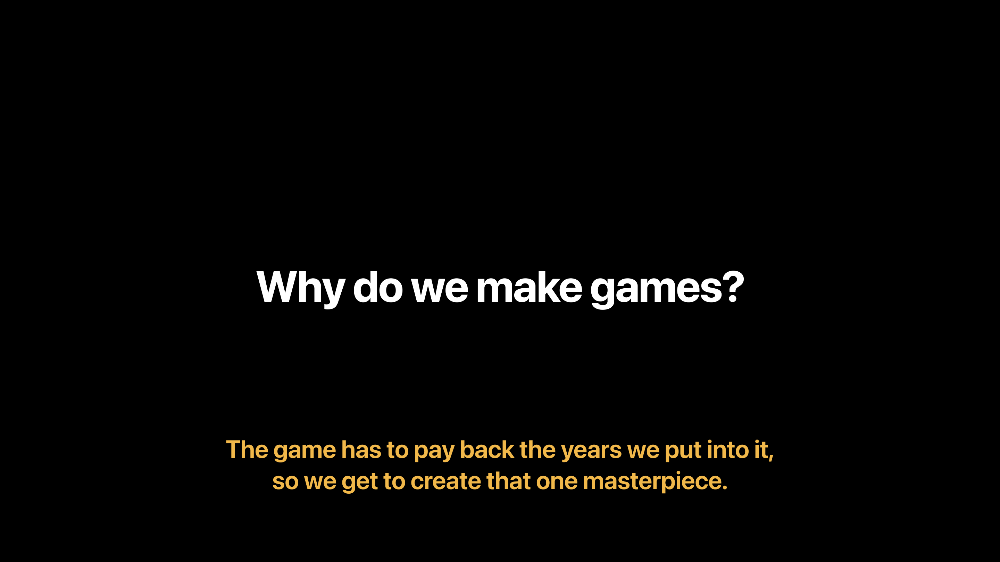 Why do we make games?
The game has to pay back the years we put into it,
so we get to create that one masterpiece.